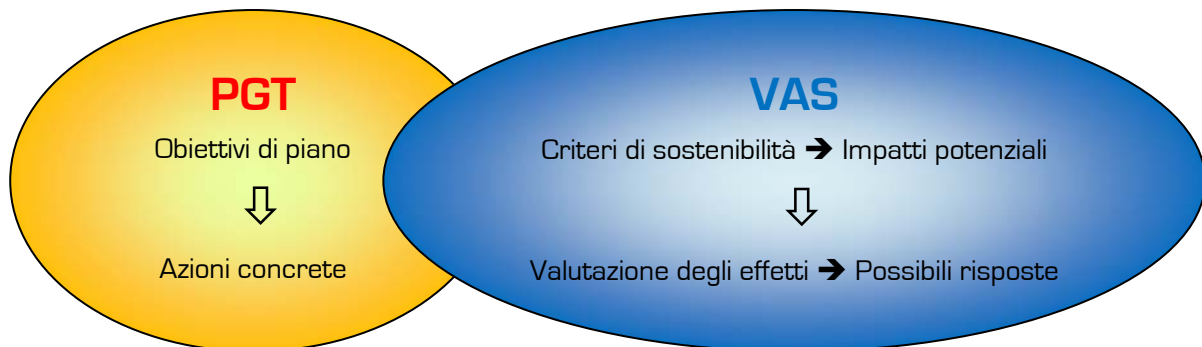 PGT
Obiettivi di piano
Azioni concrete
VAS
Criteri di sostenibilità ➔ Impatti potenziali
Valutazione degli effetti ➔ Possibili risposte